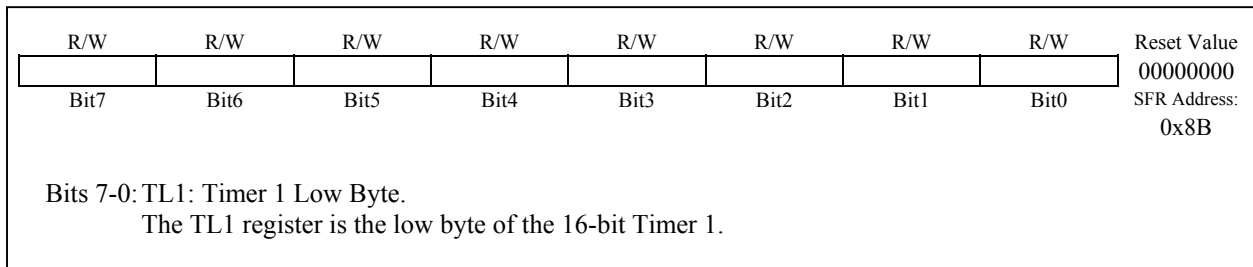 R/W R/W R/W R/W R/W R/W R/W R/W Reset Value
00000000
Bit7 Bit6 Bit5 Bit4 Bit3 Bit2 Bit1 Bit0 SFR Address:
0x8B
Bits 7-0: TL1: Timer 1 Low Byte.
The TL1 register is the low byte of the 16-bit Timer 1.